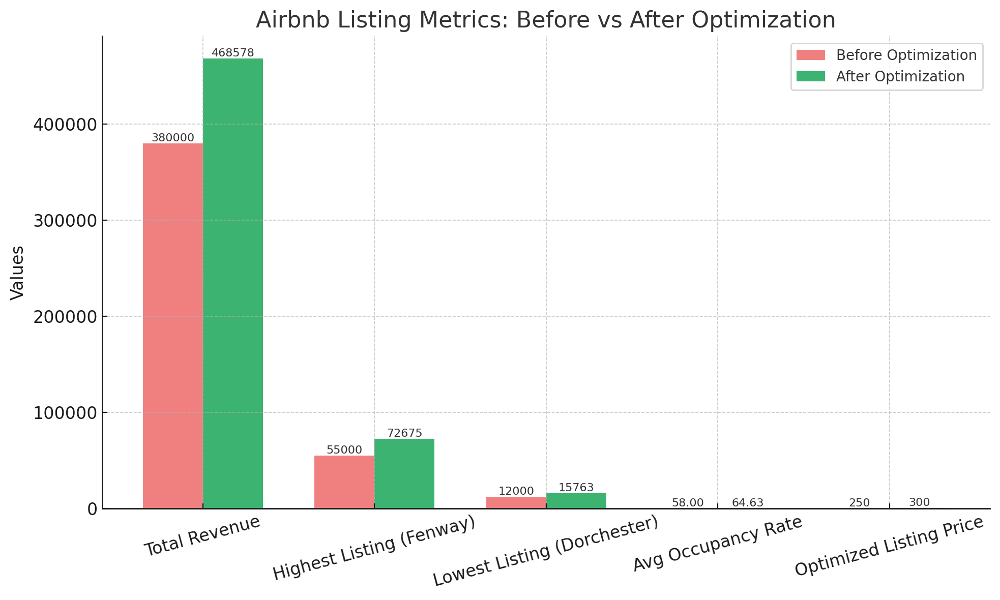 Airbnb Listing Metrics: Before vs After Optimization
Before Optimization
After Optimization
Values
400000
300000
200000
100000
0
380000
468578
55000
72675
12000
15763
58.00
64.63
250
300
Total Revenue
Highest Listing (Fenway)
Lowest Listing (Dorchester)
Avg Occupancy Rate
Optimized Listing Price